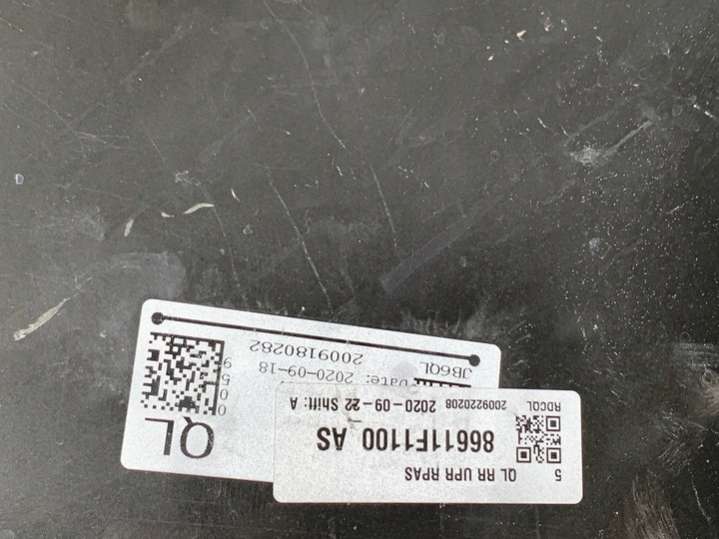 5 QL RR UPR RPAS
86611F1100 AS
RDCQL 2009220208 2020-09-22 Shift: A
QL
JB6QL
Date: 2020-09-18
2009180282